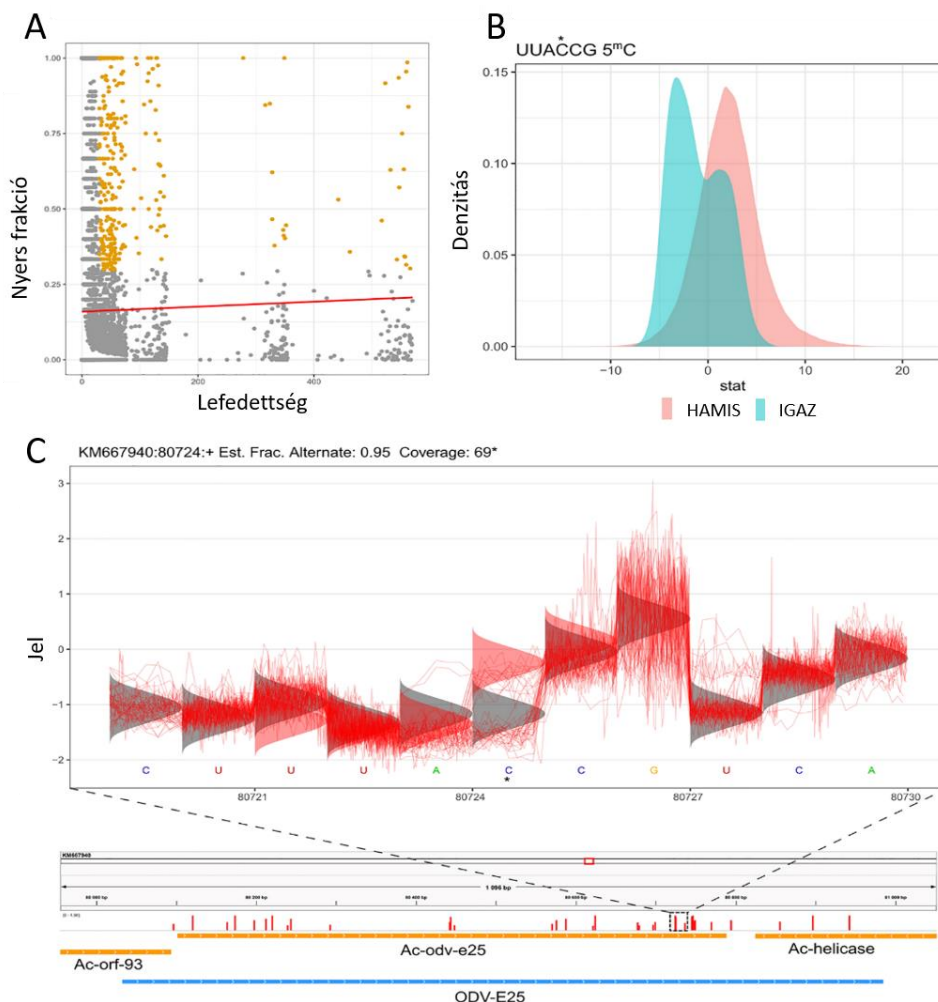 A
Nyers frakció
1.00
0.75
0.50
0.25
0.00
0
200
400
Lefedettség
B
*
UUACCG 5ᵐC
Denzitás
0.15
0.10
0.05
0.00
−10
0
10
20
stat
HAMIS
IGAZ
C
KM667940:80724:+ Est. Frac. Alternate: 0.95 Coverage: 69*
Jel
3
2
1
0
−1
−2
C U U U A C C G U C A
*
80721
80724
80727
80730
KM667940
1 096 bp
Ac-orf-93
Ac-odv-e25
Ac-helicase
ODV-E25